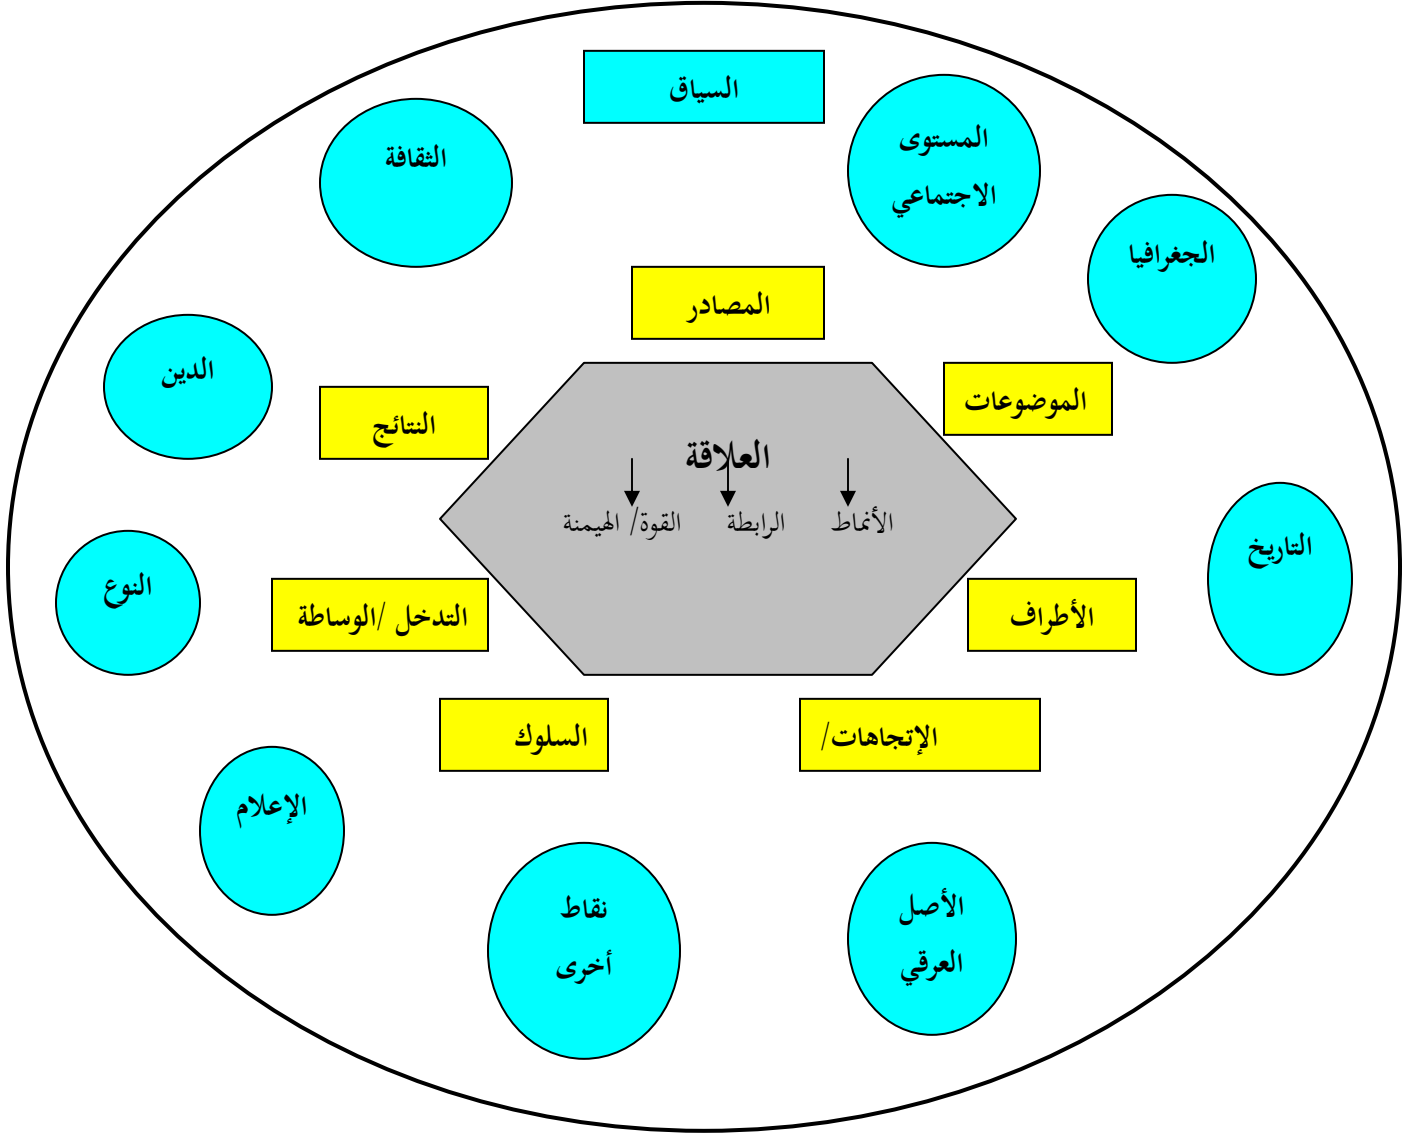 السياق
المستوى
الاجتماعي
الثقافة
الجغرافيا
المصادر
الدين
الموضوعات
النتائج
العلاقة
الأنماط الرابطة القوة/ الهيمنة
التاريخ
النوع
الأطراف
التدخل /الوساطة
الإتجاهات/
السلوك
الإعلام
الأصل
العرقي
نقاط
أخرى